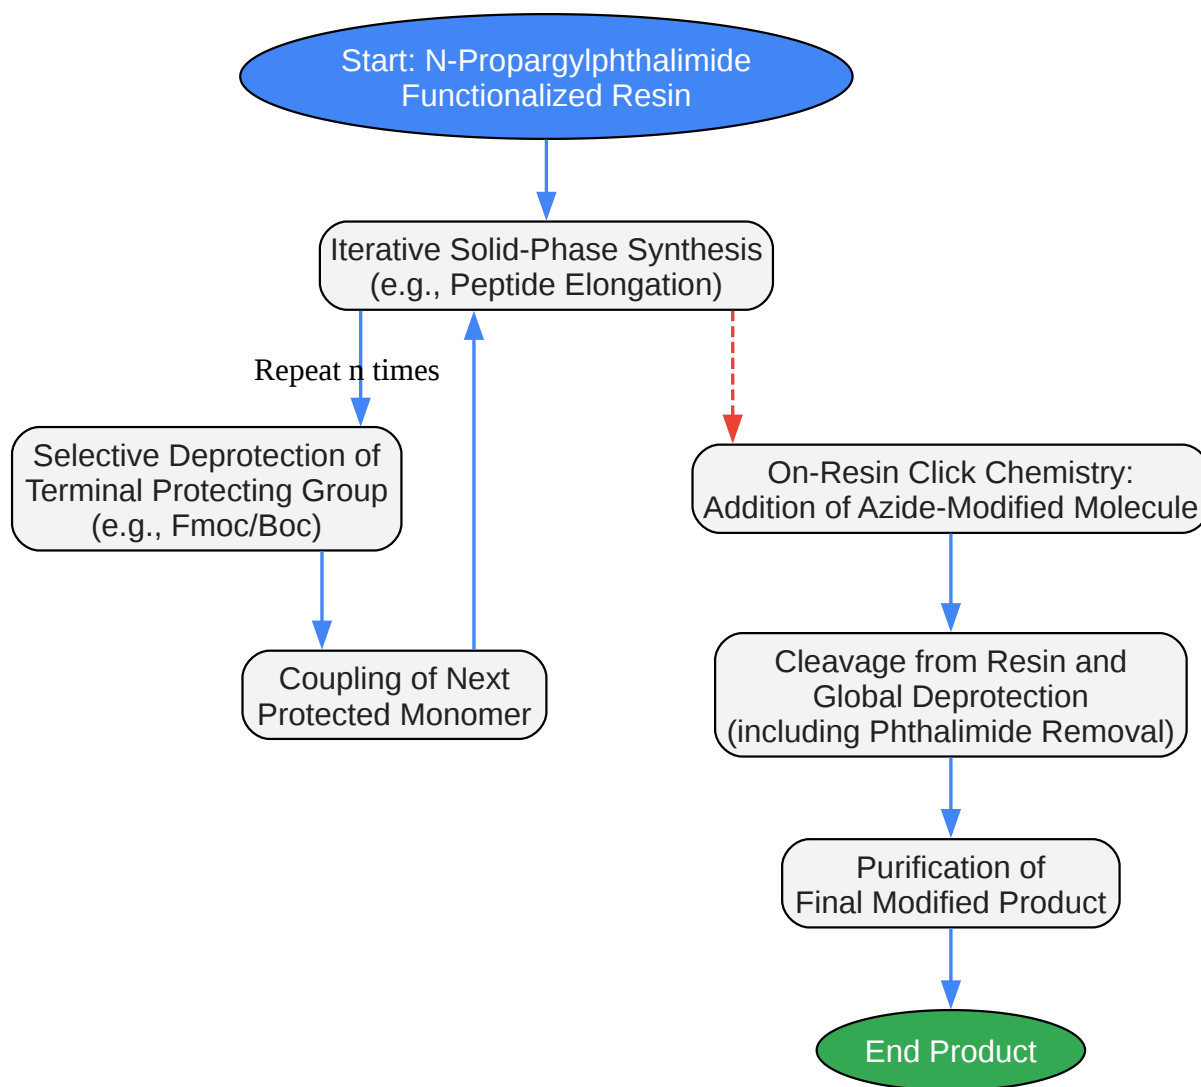 Start: N-Propargylphthalimide
Functionalized Resin
Iterative Solid-Phase Synthesis
(e.g., Peptide Elongation)
Repeat n times
Selective Deprotection of
Terminal Protecting Group
(e.g., Fmoc/Boc)
On-Resin Click Chemistry:
Addition of Azide-Modified Molecule
Coupling of Next
Protected Monomer
Cleavage from Resin and
Global Deprotection
(including Phthalimide Removal)
Purification of
Final Modified Product
End Product